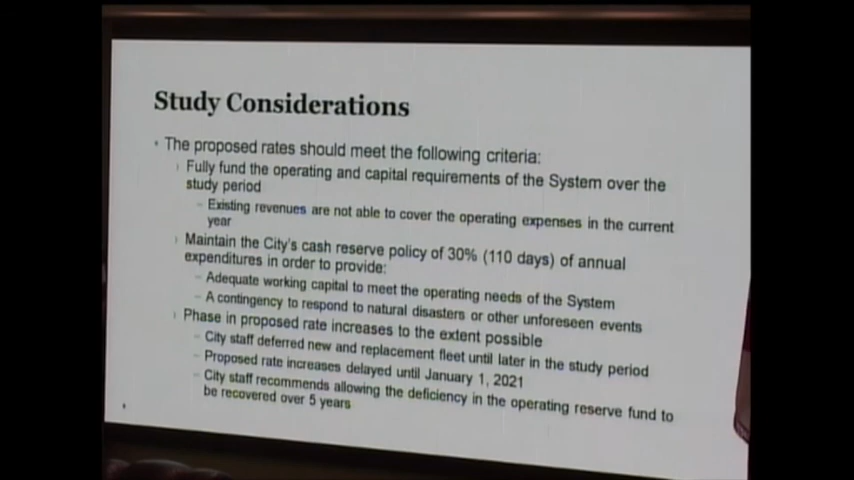 Study Considerations
The proposed rates should meet the following criteria:
Fully fund the operating and capital requirements of the System over the
study period
Existing revenues are not able to cover the operating expenses in the current
year
Maintain the City's cash reserve policy of 30% (110 days) of annual
expenditures in order to provide:
Adequate working capital to meet the operating needs of the System
A contingency to respond to natural disasters or other unforeseen events
Phase in proposed rate increases to the extent possible
City staff deferred new and replacement fleet until later in the study period
Proposed rate increases delayed until January 1, 2021
City staff recommends allowing the deficiency in the operating reserve fund to
be recovered over 5 years